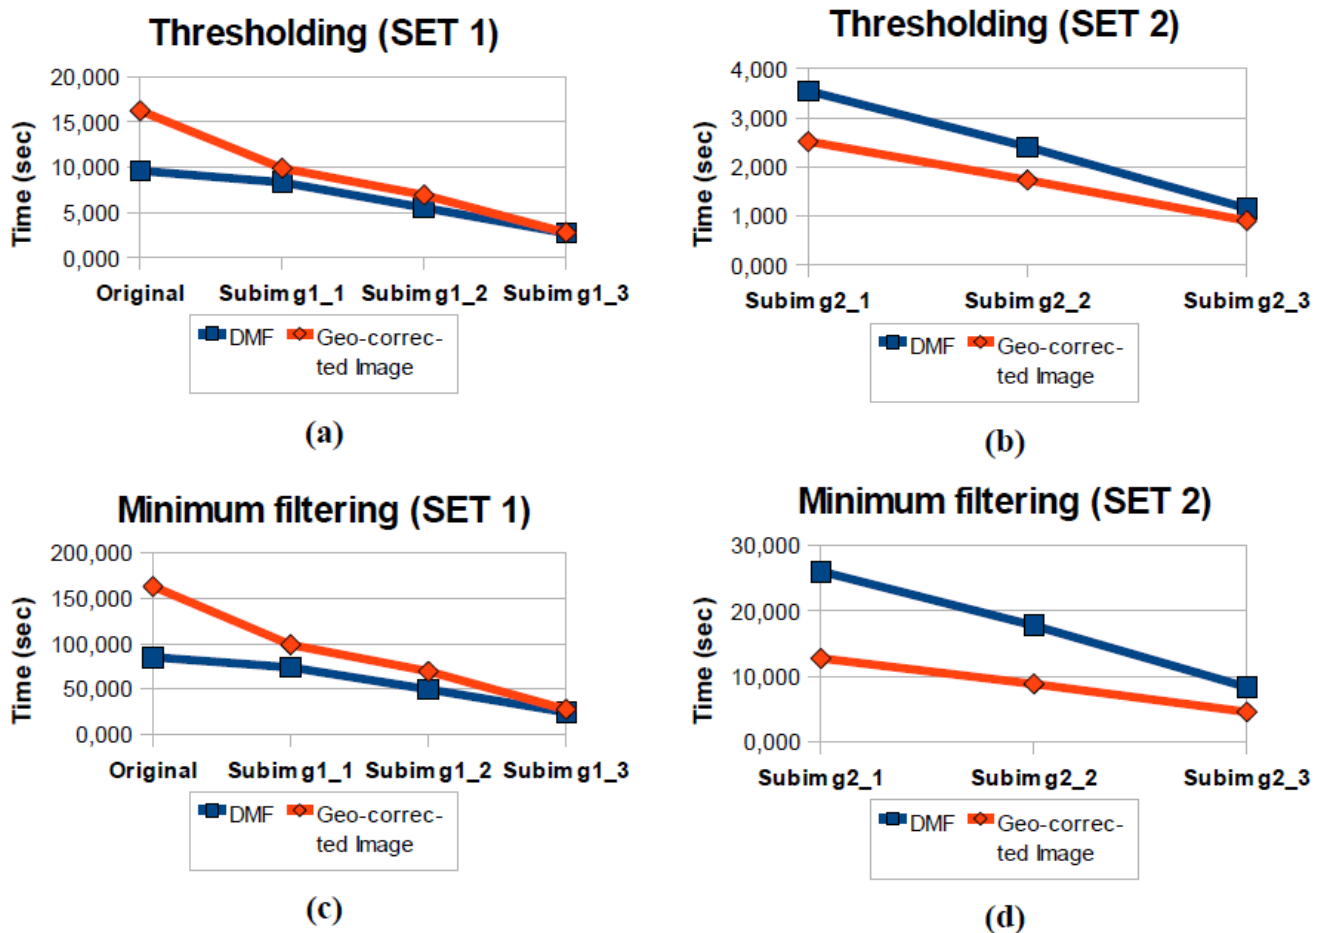 Thresholding (SET 1)
20,000
15,000
10,000
5,000
0,000
Time (sec)
Original Subimg1_1 Subimg1_2 Subimg1_3
DMF Geo-correc-
ted Image
(a)
Thresholding (SET 2)
4,000
3,000
2,000
1,000
0,000
Time (sec)
Subimg2_1 Subimg2_2 Subimg2_3
DMF Geo-correc-
ted Image
(b)
Minimum filtering (SET 1)
200,000
150,000
100,000
50,000
0,000
Time (sec)
Original Subimg1_1 Subimg1_2 Subimg1_3
DMF Geo-correc-
ted Image
(c)
Minimum filtering (SET 2)
30,000
20,000
10,000
0,000
Time (sec)
Subimg2_1 Subimg2_2 Subimg2_3
DMF Geo-correc-
ted Image
(d)